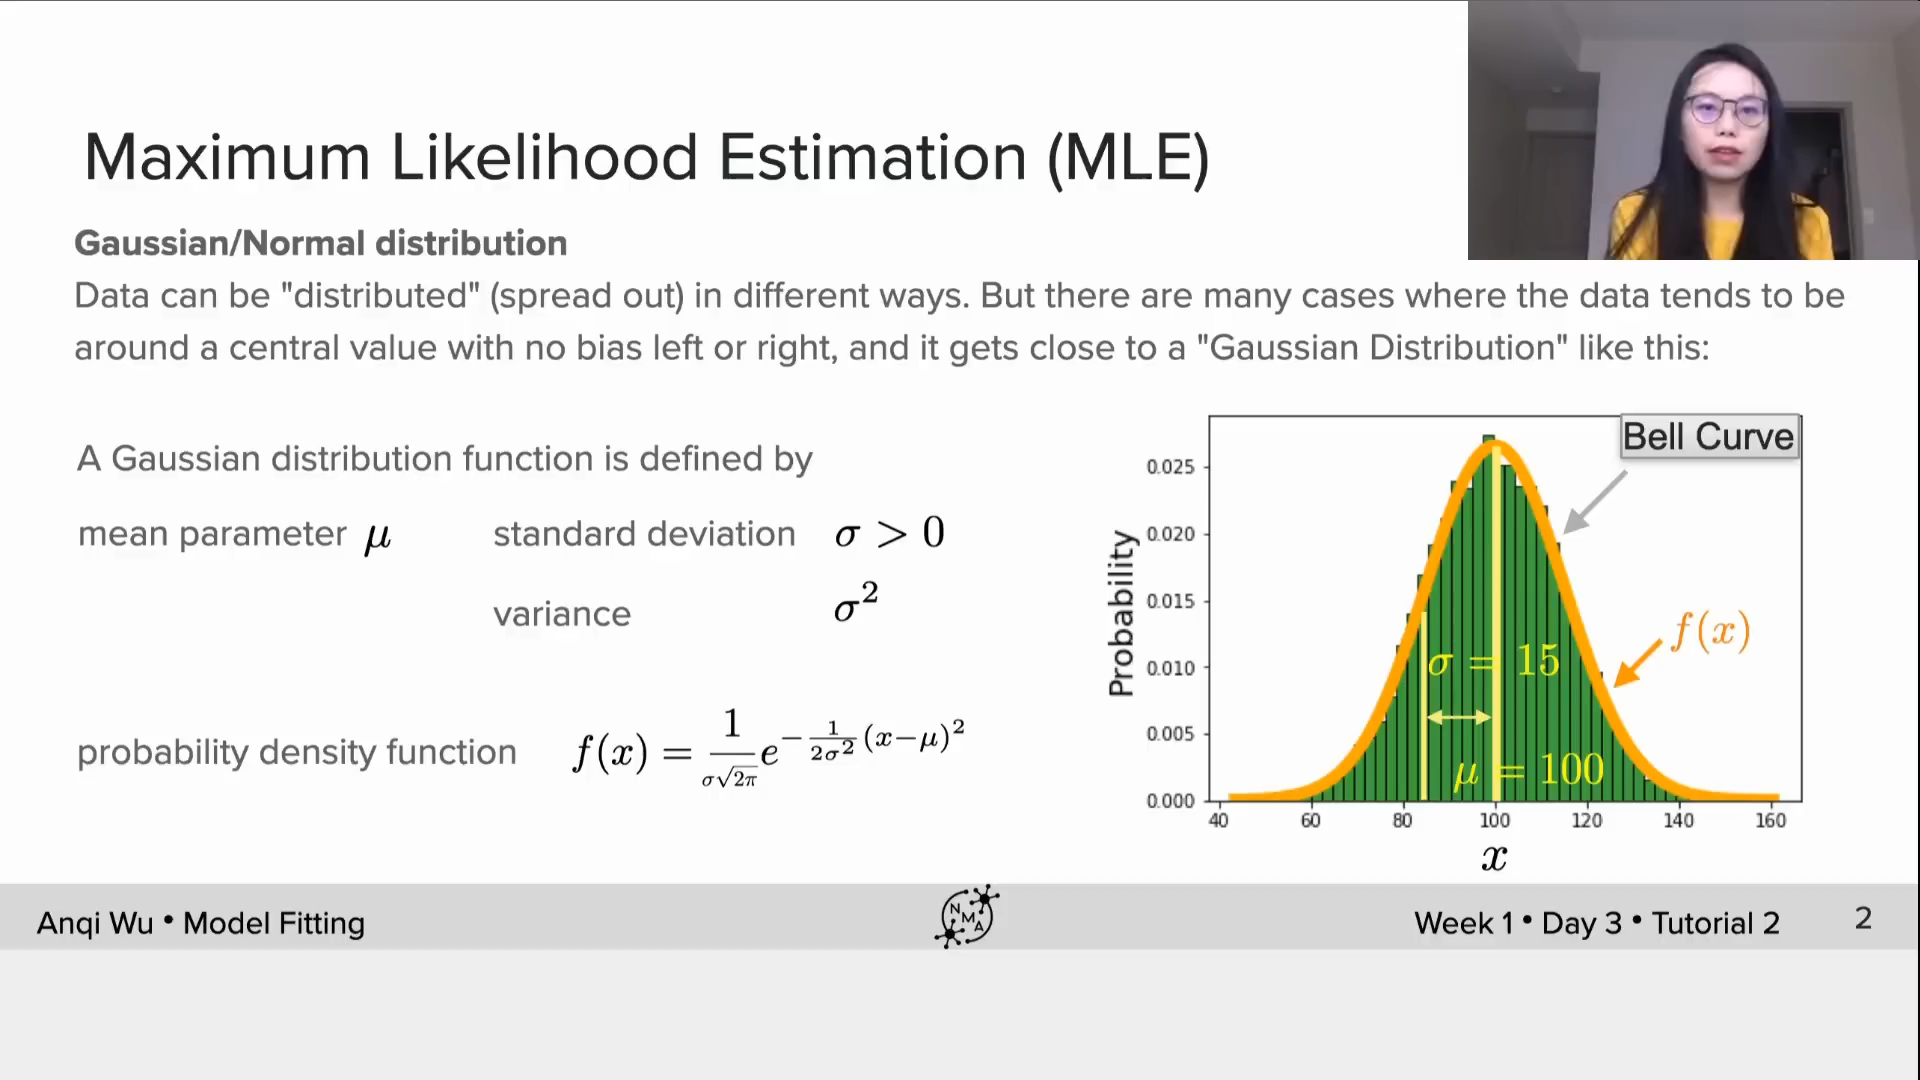 Maximum Likelihood Estimation (MLE)
Gaussian/Normal distribution
Data can be "distributed" (spread out) in different ways. But there are many cases where the data tends to be
around a central value with no bias left or right, and it gets close to a "Gaussian Distribution" like this:
A Gaussian distribution function is defined by
mean parameter μ
standard deviation σ > 0
variance σ²
probability density function f(x) = 1/σ√2π e^−1/2σ²(x−μ)²
Bell Curve
f(x)
σ = 15
μ = 100
Probability
0.025
0.020
0.015
0.010
0.005
0.000
40 60 80 100 120 140 160
x
Anqi Wu • Model Fitting
N M A
Week 1 • Day 3 • Tutorial 2
2